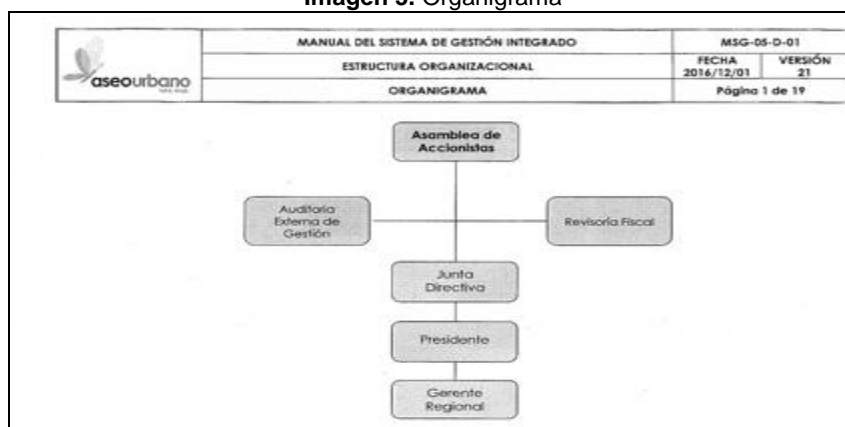 Imagen 3. Organigrama
MANUAL DEL SISTEMA DE GESTIÓN INTEGRADO
MSG-05-D-01
aseourbano
ESTRUCTURA ORGANIZACIONAL
FECHA
2016/12/01
VERSIÓN
21
ORGANIGRAMA
Página 1 de 19
Asamblea de
Accionistas
Auditoría
Externa de
Gestión
Revisoría Fiscal
Junta
Directiva
Presidente
Gerente
Regional